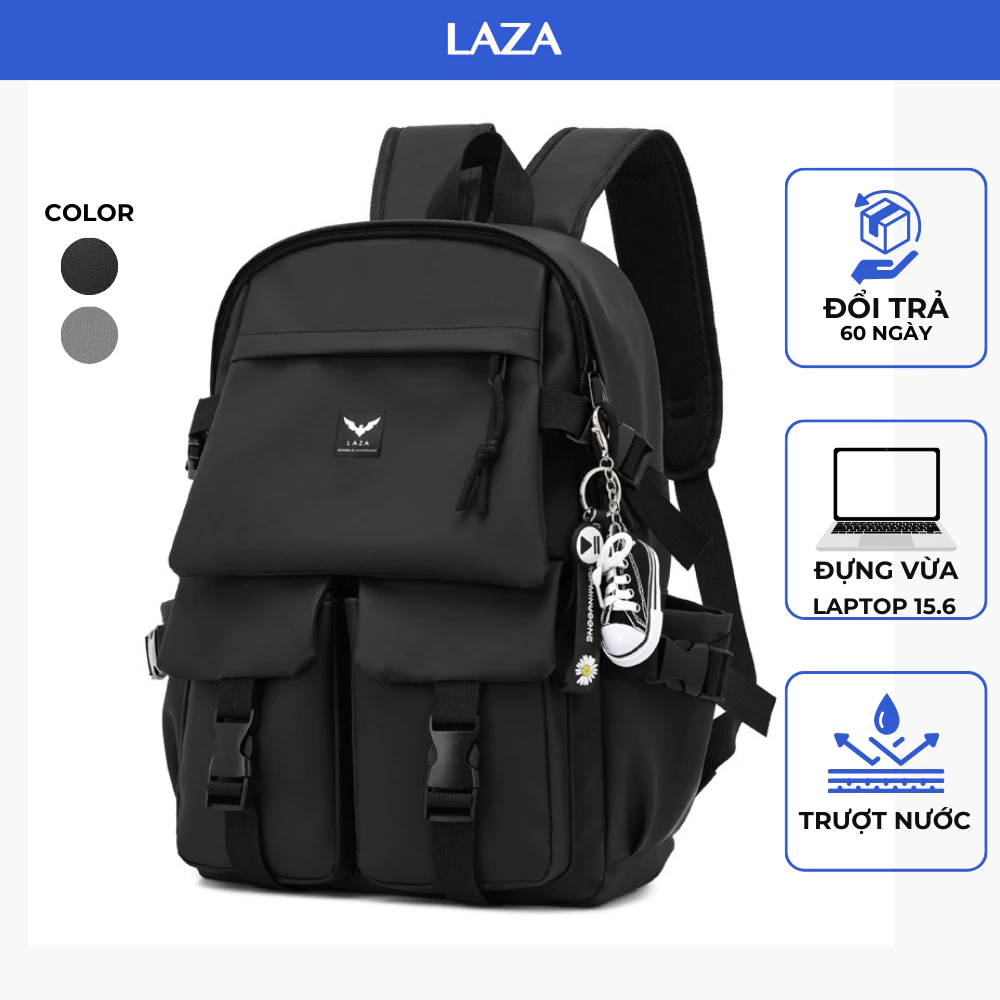 LAZA
COLOR
ĐỔI TRẢ
60 NGÀY
LAZA
ĐỰNG VỪA
LAPTOP 15.6
TRƯỢT NƯỚC